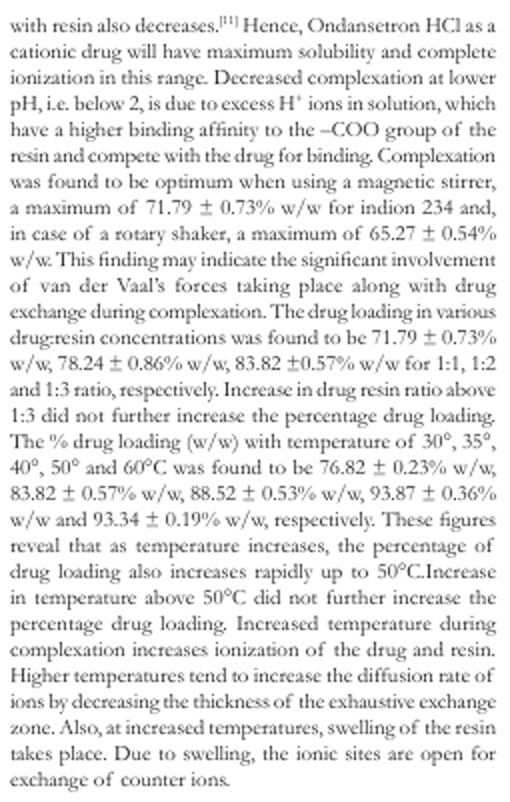 with resin also decreases.[11] Hence, Ondansetron HCl as a
cationic drug will have maximum solubility and complete
ionization in this range. Decreased complexation at lower
pH, i.e. below 2, is due to excess H+ ions in solution, which
have a higher binding affinity to the –COO group of the
resin and compete with the drug for binding. Complexation
was found to be optimum when using a magnetic stirrer,
a maximum of 71.79 ± 0.73% w/w for indion 234 and,
in case of a rotary shaker, a maximum of 65.27 ± 0.54%
w/w. This finding may indicate the significant involvement
of van der Vaal's forces taking place along with drug
exchange during complexation. The drug loading in various
drug:resin concentrations was found to be 71.79 ± 0.73%
w/w, 78.24 ± 0.86% w/w, 83.82 ±0.57% w/w for 1:1, 1:2
and 1:3 ratio, respectively. Increase in drug resin ratio above
1:3 did not further increase the percentage drug loading.
The % drug loading (w/w) with temperature of 30°, 35°,
40°, 50° and 60°C was found to be 76.82 ± 0.23% w/w,
83.82 ± 0.57% w/w, 88.52 ± 0.53% w/w, 93.87 ± 0.36%
w/w and 93.34 ± 0.19% w/w, respectively. These figures
reveal that as temperature increases, the percentage of
drug loading also increases rapidly up to 50°C.Increase
in temperature above 50°C did not further increase the
percentage drug loading. Increased temperature during
complexation increases ionization of the drug and resin.
Higher temperatures tend to increase the diffusion rate of
ions by decreasing the thickness of the exhaustive exchange
zone. Also, at increased temperatures, swelling of the resin
takes place. Due to swelling, the ionic sites are open for
exchange of counter ions.